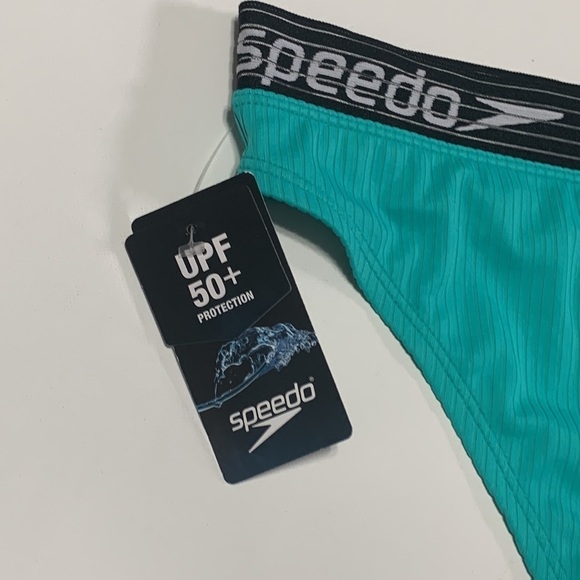 speedo
UPF
50+
PROTECTION
speedo®